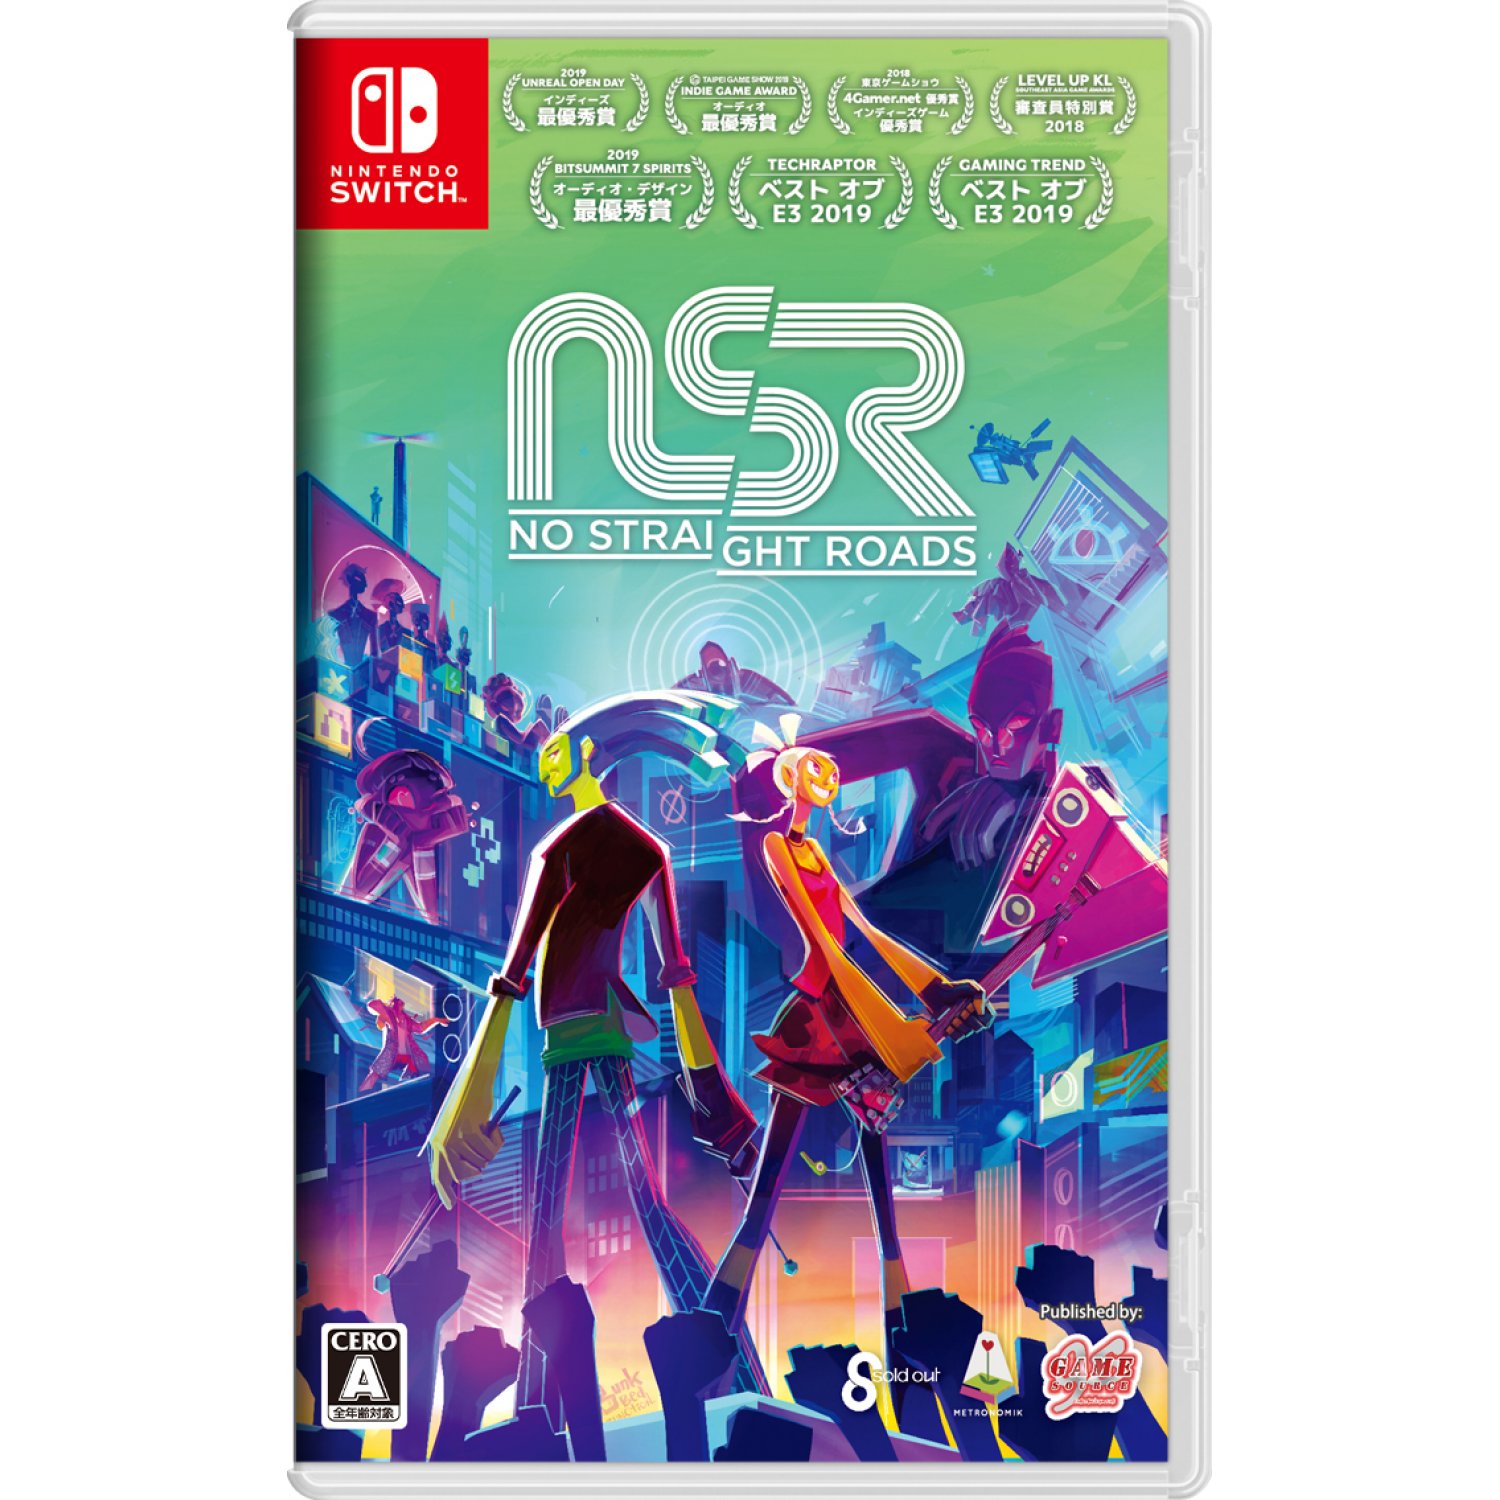 NINTENDO
SWITCH™
2019
UNREAL OPEN DAY
インディーズ
最優秀賞
TAIPEI GAME SHOW 2019
INDIE GAME AWARD
オーディオ
最優秀賞
2018
東京ゲームショウ
4Gamer.net 優秀賞
インディーズゲーム
優秀賞
LEVEL UP KL
SOUTHEAST ASIA GAME AWARDS
審査員特別賞
2018
2019
BITSUMMIT 7 SPIRITS
オーディオ・デザイン
最優秀賞
TECHRAPTOR
ベスト オブ
E3 2019
GAMING TREND
ベスト オブ
E3 2019
NSR
NO STRAIGHT ROADS
Published by:
CERO
A
全年齢対象
sold out
METRONOMIK
GAME
SOURCE